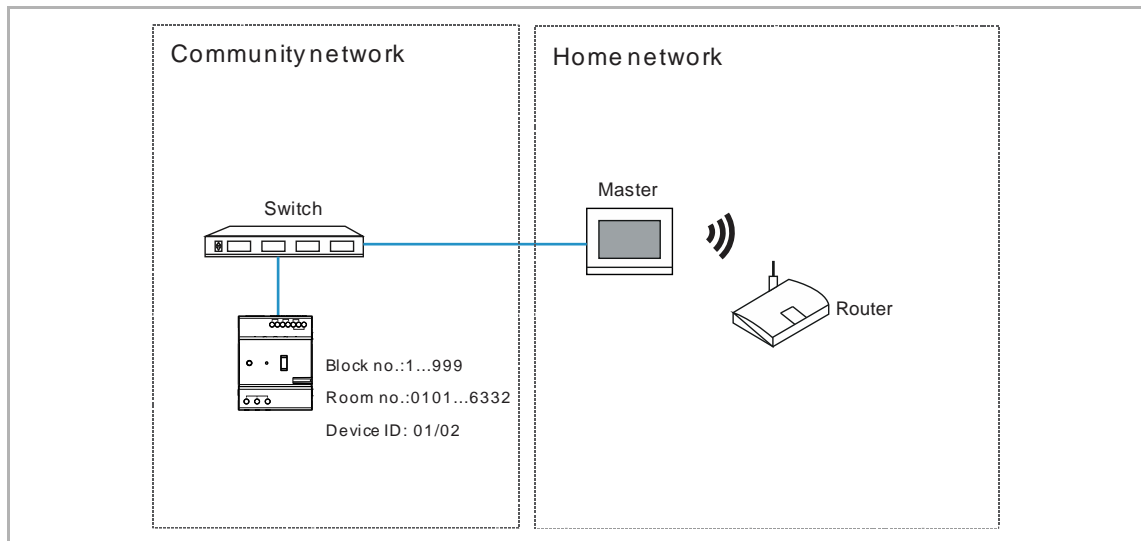 Community network
Home network
Master
Switch
Router
Block no.:1...999
Room no.:0101...6332
Device ID: 01/02